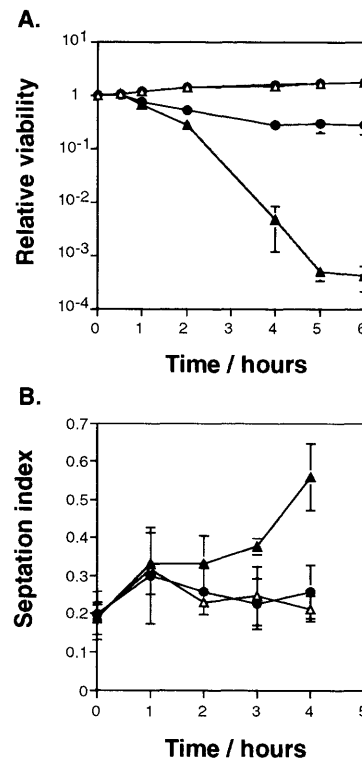 A.
Relative viability
10¹
1
10⁻¹
10⁻²
10⁻³
10⁻⁴
0 1 2 3 4 5 6
Time / hours
B.
Septation index
0.7
0.6
0.5
0.4
0.3
0.2
0.1
0
0 1 2 3 4 5
Time / hours